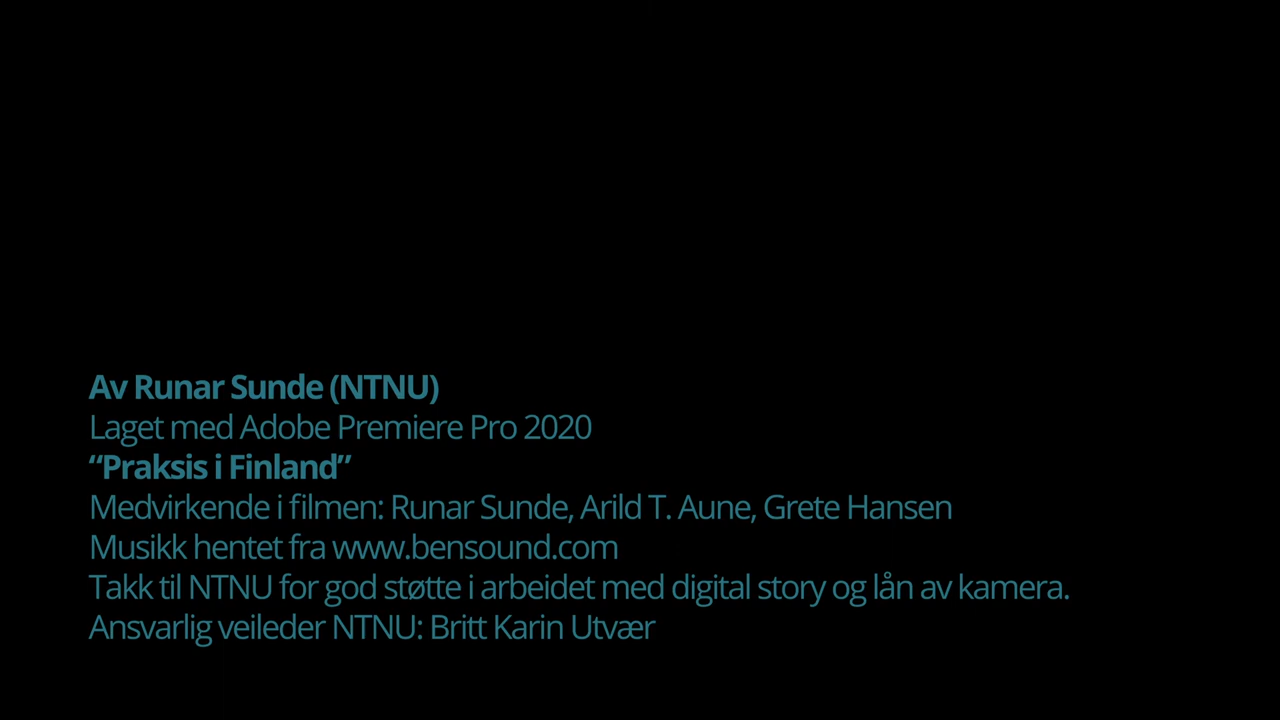 Av Runar Sunde (NTNU)
Laget med Adobe Premiere Pro 2020
“Praksis i Finland”
Medvirkende i filmen: Runar Sunde, Arild T. Aune, Grete Hansen
Musikk hentet fra www.bensound.com
Takk til NTNU for god støtte i arbeidet med digital story og lån av kamera.
Ansvarlig veileder NTNU: Britt Karin Utvær